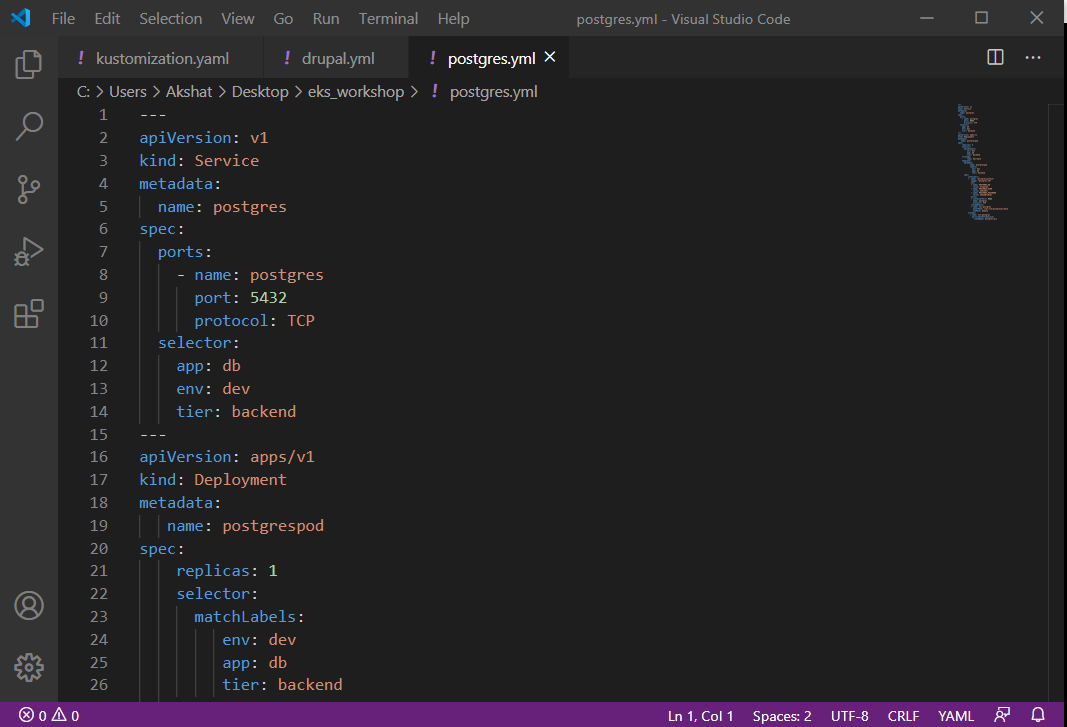 File Edit Selection View Go Run Terminal Help postgres.yml - Visual Studio Code
! kustomization.yaml ! drupal.yml ! postgres.yml
C: > Users > Akshat > Desktop > eks_workshop > ! postgres.yml
1 ---
2 apiVersion: v1
3 kind: Service
4 metadata:
5   name: postgres
6 spec:
7   ports:
8     - name: postgres
9       port: 5432
10       protocol: TCP
11   selector:
12     app: db
13     env: dev
14     tier: backend
15 ---
16 apiVersion: apps/v1
17 kind: Deployment
18 metadata:
19    name: postgrespod
20 spec:
21     replicas: 1
22     selector:
23       matchLabels:
24          env: dev
25          app: db
26          tier: backend
0 0 Ln 1, Col 1 Spaces: 2 UTF-8 CRLF YAML